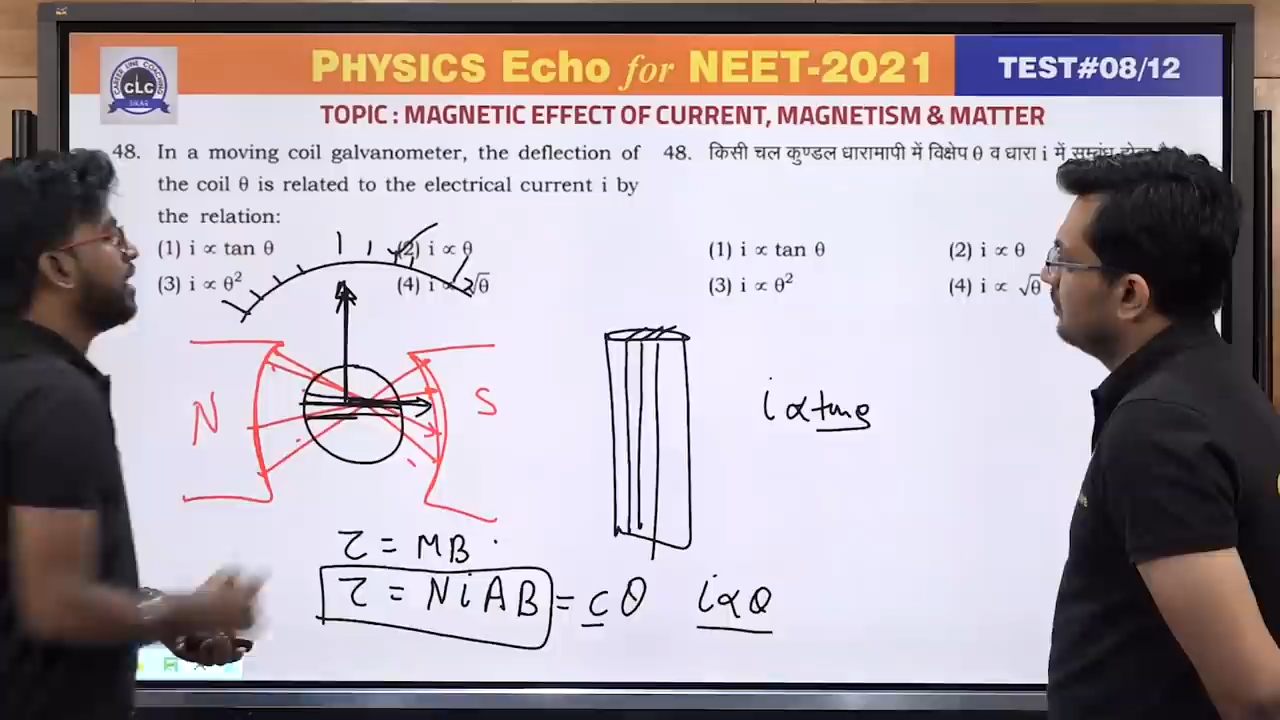 CAREER LINE COACHING
CLC
SIKAR
PHYSICS Echo for NEET-2021
TEST#08/12
TOPIC : MAGNETIC EFFECT OF CURRENT, MAGNETISM & MATTER
48. In a moving coil galvanometer, the deflection of
the coil θ is related to the electrical current i by
the relation:
(1) i ∝ tan θ
(2) i ∝ θ
(3) i ∝ θ²
(4) i ∝ √θ
48. किसी चल कुण्डल धारामापी में विक्षेप θ व धारा i में सम्बंध
(1) i ∝ tan θ
(2) i ∝ θ
(3) i ∝ θ²
(4) i ∝ √θ
N
S
i ∝ tanθ
τ = MB
τ = NiAB = cθ i∝θ